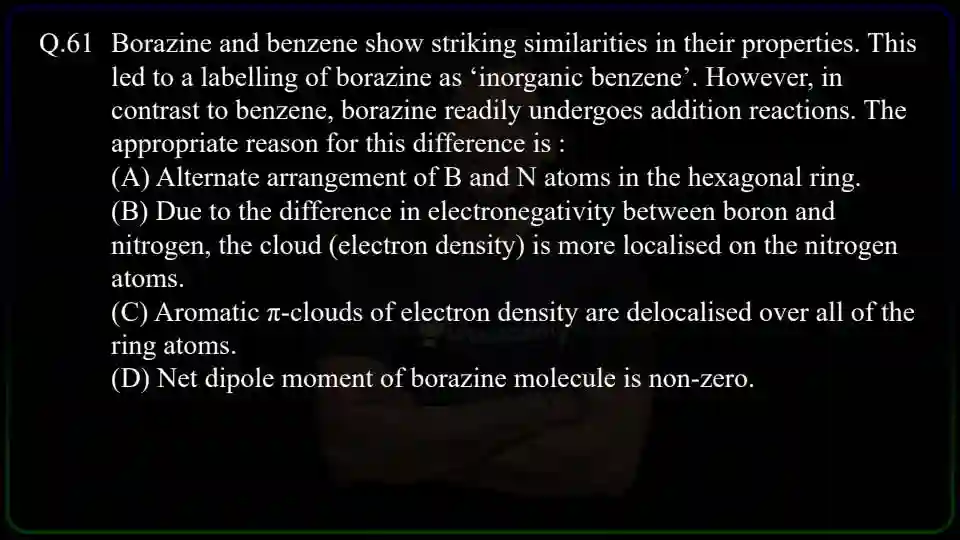 Q.61 Borazine and benzene show striking similarities in their properties. This
led to a labelling of borazine as ‘inorganic benzene’. However, in
contrast to benzene, borazine readily undergoes addition reactions. The
appropriate reason for this difference is :
(A) Alternate arrangement of B and N atoms in the hexagonal ring.
(B) Due to the difference in electronegativity between boron and
nitrogen, the cloud (electron density) is more localised on the nitrogen
atoms.
(C) Aromatic π-clouds of electron density are delocalised over all of the
ring atoms.
(D) Net dipole moment of borazine molecule is non-zero.